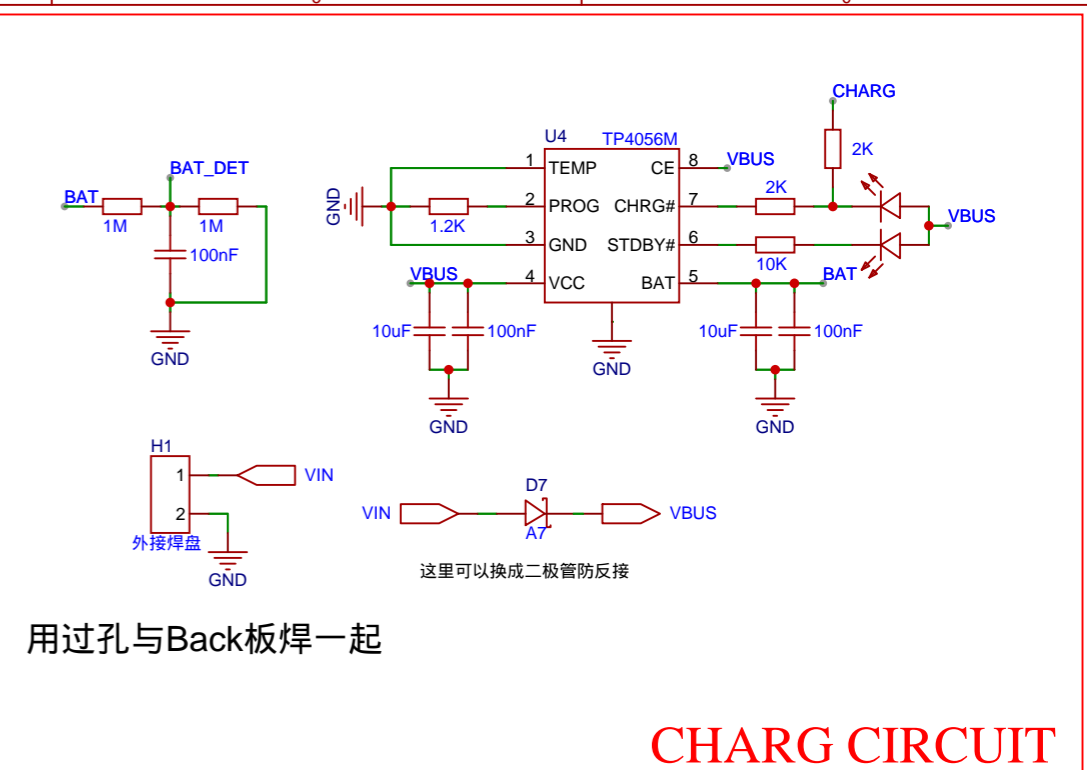 CHARG
U4
TP4056M
2K
BAT_DET
BAT
1M
1M
100nF
GND
GND
1.2K
1
TEMP
2
PROG
3
GND
4
VCC
CE
8
VBUS
CHRG#
7
2K
STDBY#
6
10K
BAT
5
BAT
VBUS
VBUS
10uF
100nF
GND
GND
10uF
100nF
GND
H1
1
2
VIN
外接焊盘
GND
VIN
D7
A7
VBUS
这里可以换成二极管防反接
用过孔与Back板焊一起
CHARG CIRCUIT